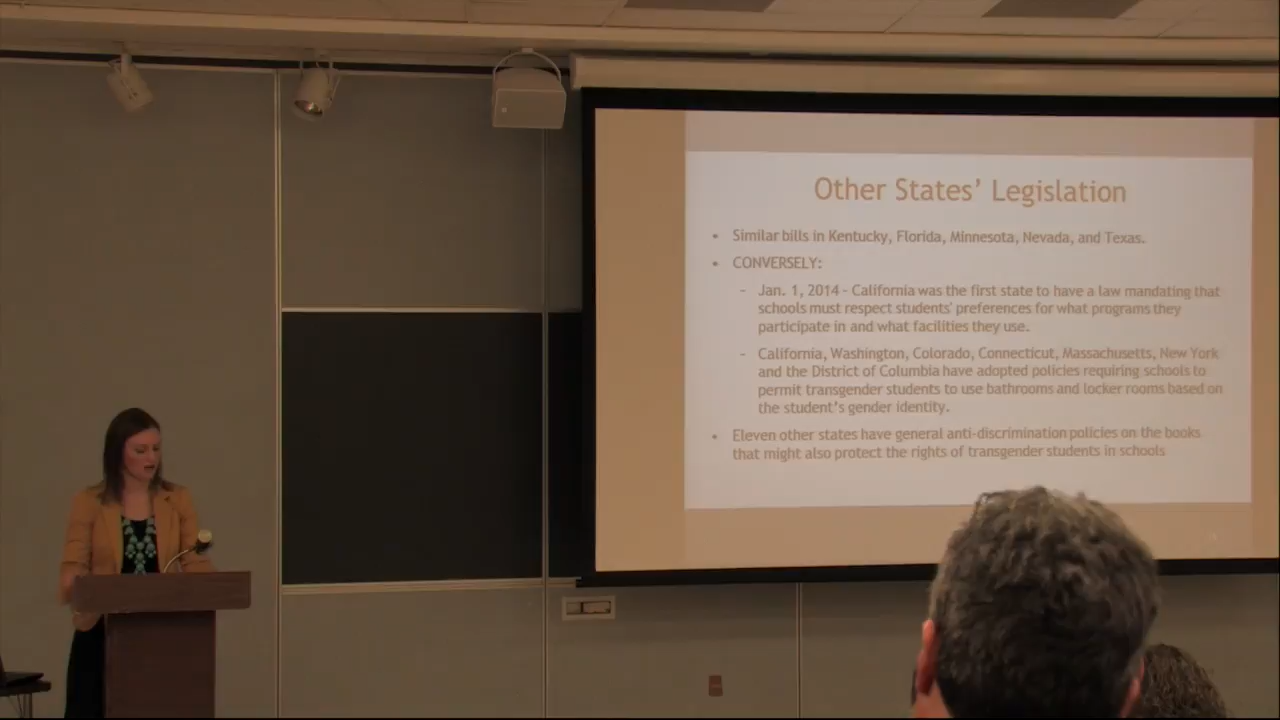 Other States’ Legislation
• Similar bills in Kentucky, Florida, Minnesota, Nevada, and Texas.
• CONVERSELY:
– Jan. 1, 2014 - California was the first state to have a law mandating that
schools must respect students' preferences for what programs they
participate in and what facilities they use.
– California, Washington, Colorado, Connecticut, Massachusetts, New York
and the District of Columbia have adopted policies requiring schools to
permit transgender students to use bathrooms and locker rooms based on
the student’s gender identity.
• Eleven other states have general anti-discrimination policies on the books
that might also protect the rights of transgender students in schools